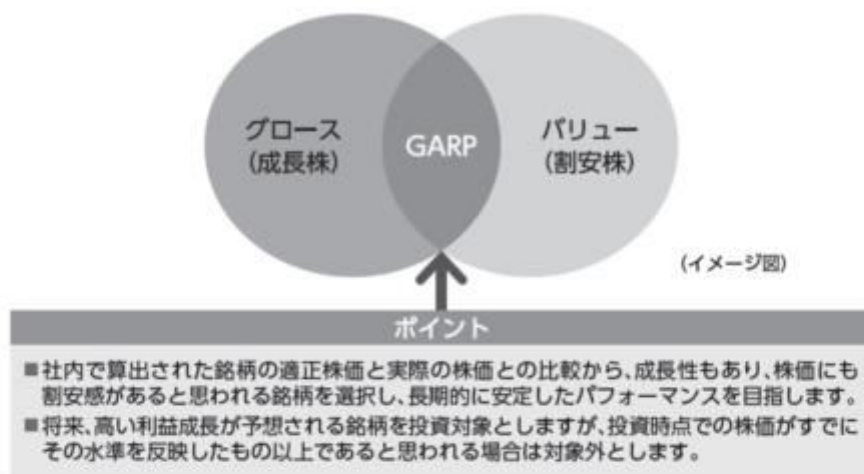 グロース
(成長株)
GARP
バリュー
(割安株)
(イメージ図)
ポイント
■社内で算出された銘柄の適正株価と実際の株価との比較から、成長性もあり、株価にも
割安感があると思われる銘柄を選択し、長期的に安定したパフォーマンスを目指します。
■将来、高い利益成長が予想される銘柄を投資対象としますが、投資時点での株価がすでに
その水準を反映したもの以上であると思われる場合は対象外とします。